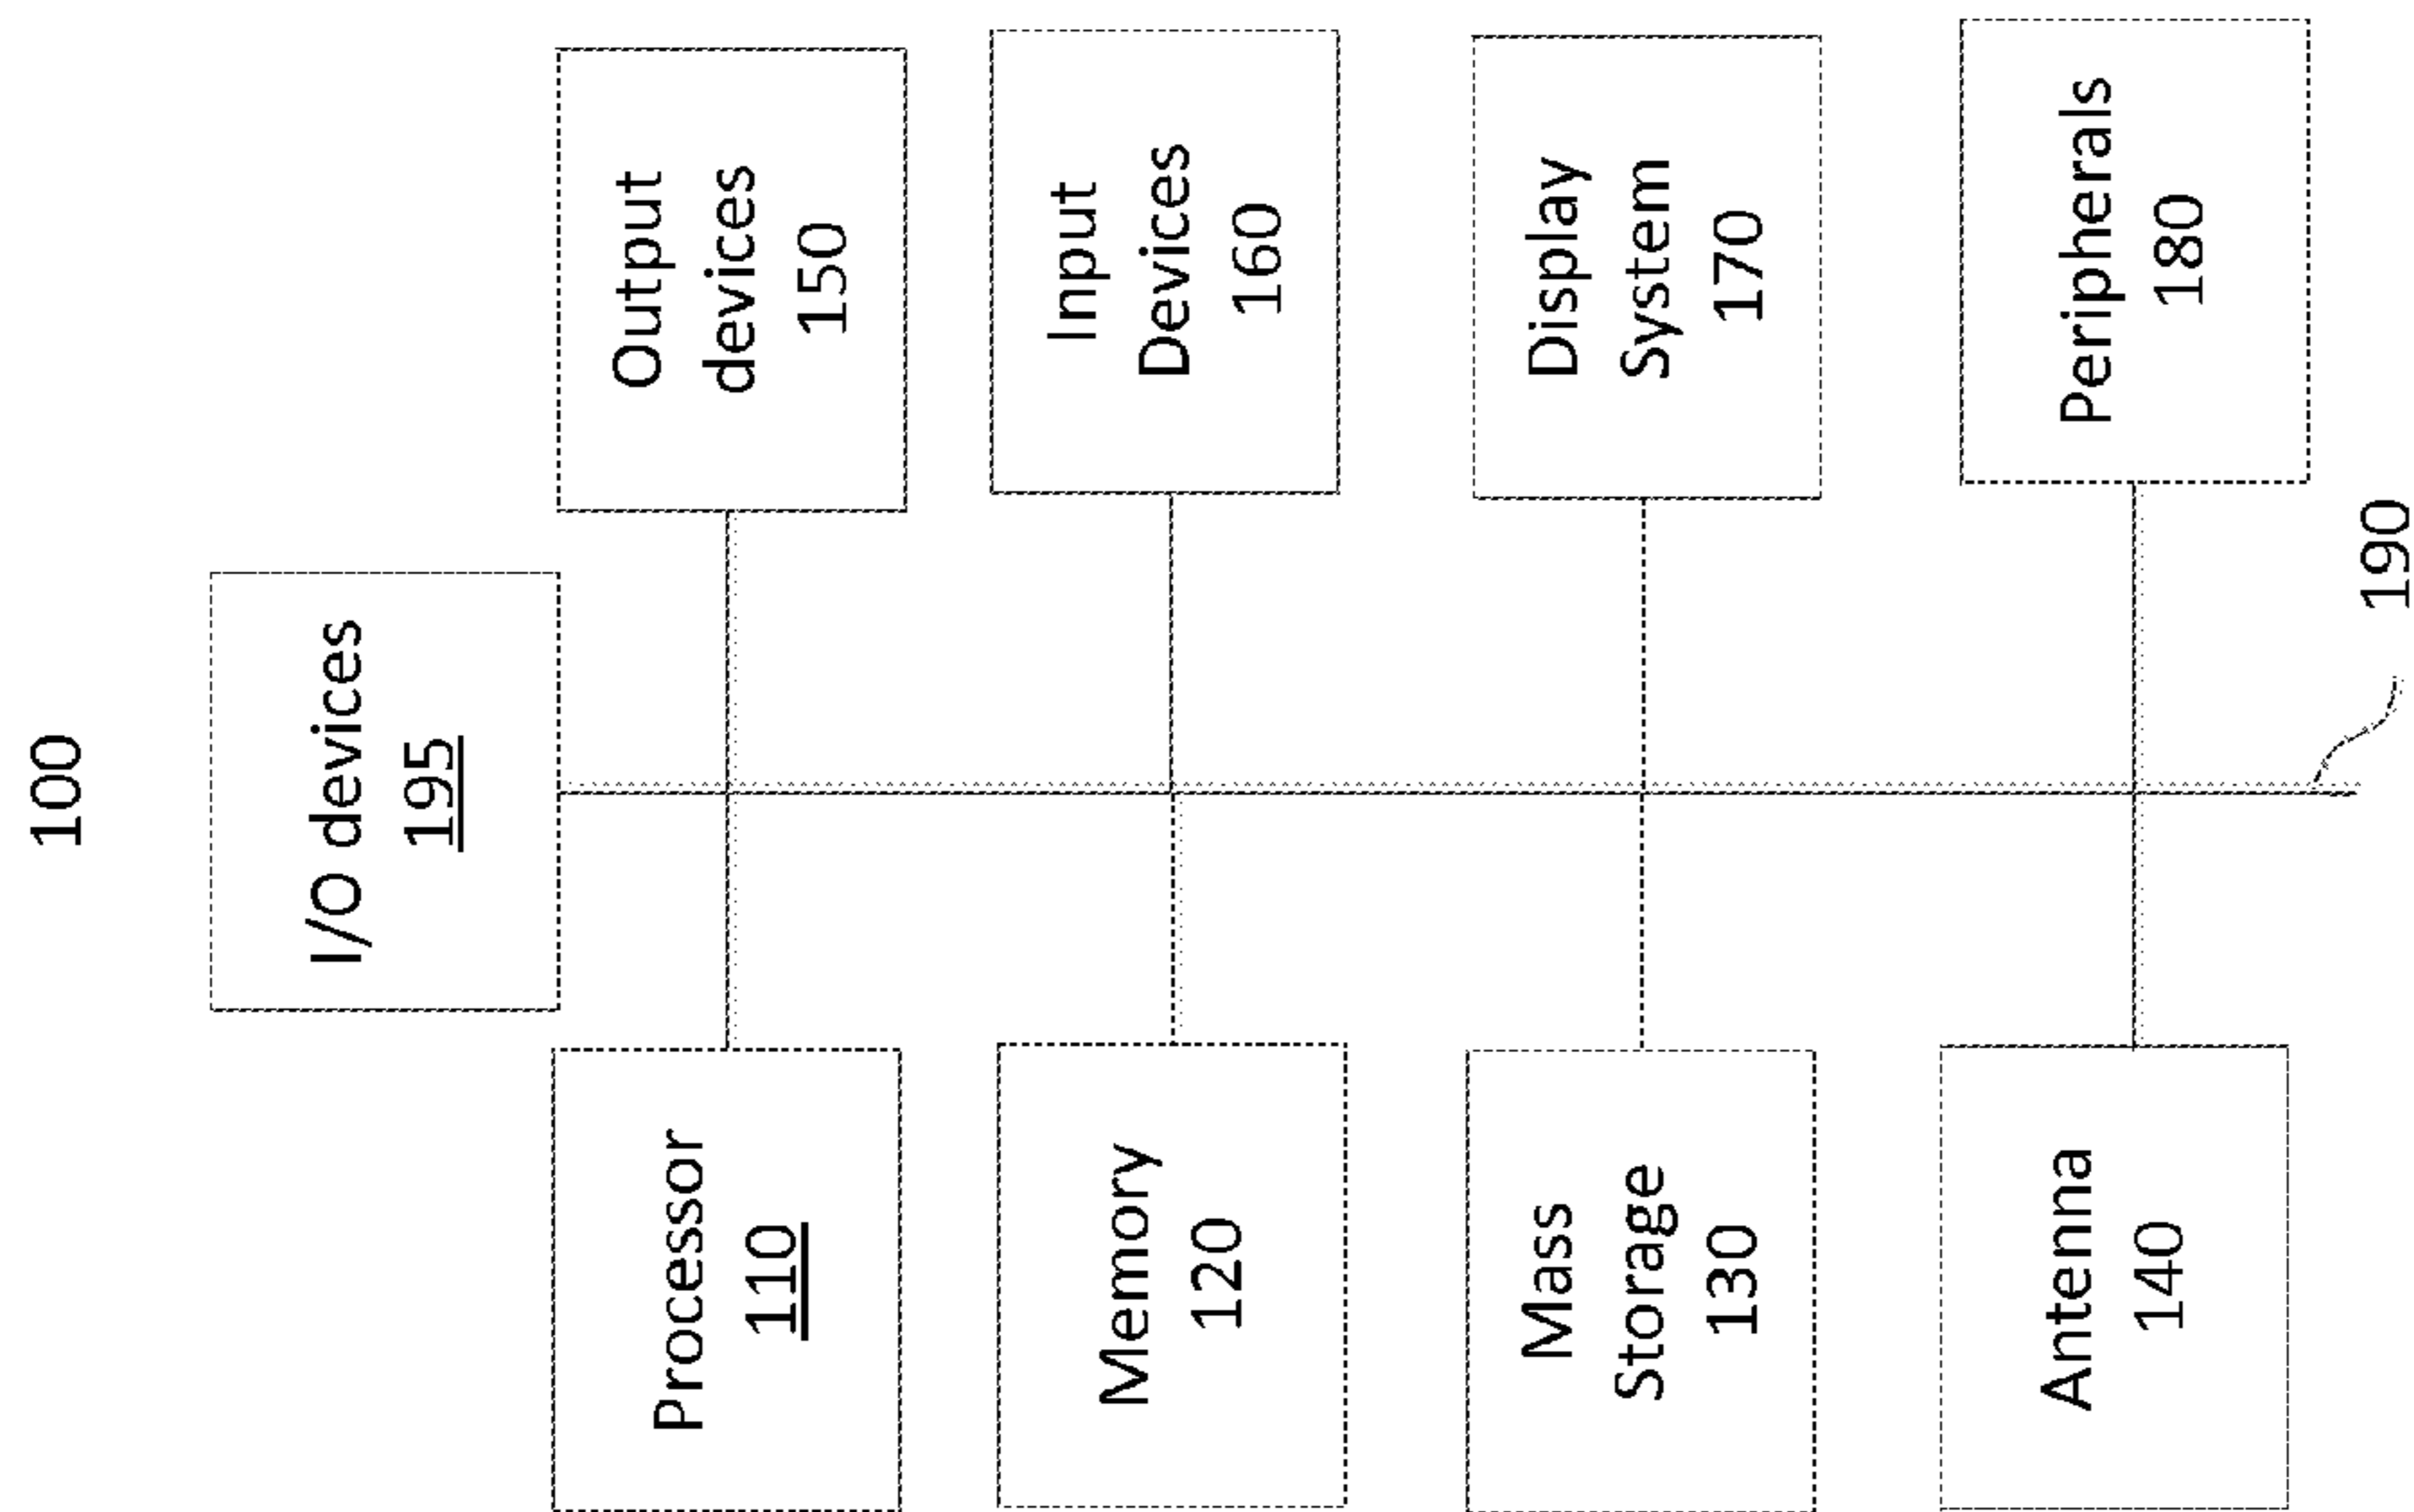 100
I/O devices
195
Processor
110
Output
devices
150
Memory
120
Input
Devices
160
Mass
Storage
130
Display
System
170
Antenna
140
Peripherals
180
190